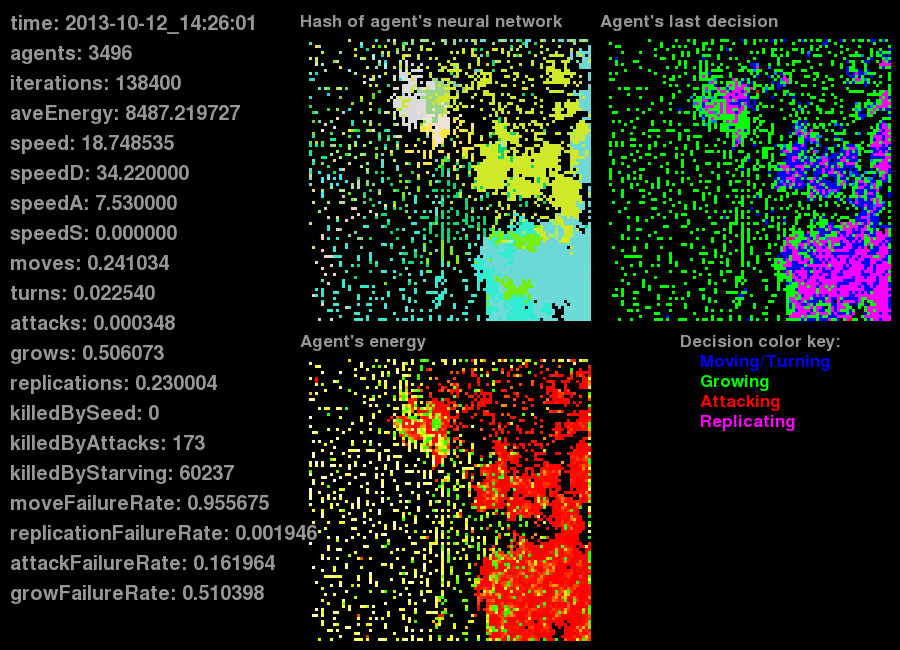 time: 2013-10-12_14:26:01
agents: 3496
iterations: 138400
aveEnergy: 8487.219727
speed: 18.748535
speedD: 34.220000
speedA: 7.530000
speedS: 0.000000
moves: 0.241034
turns: 0.022540
attacks: 0.000348
grows: 0.506073
replications: 0.230004
killedBySeed: 0
killedByAttacks: 173
killedByStarving: 60237
moveFailureRate: 0.955675
replicationFailureRate: 0.001946
attackFailureRate: 0.161964
growFailureRate: 0.510398
Hash of agent's neural network
Agent's last decision
Agent's energy
Decision color key:
Moving/Turning
Growing
Attacking
Replicating